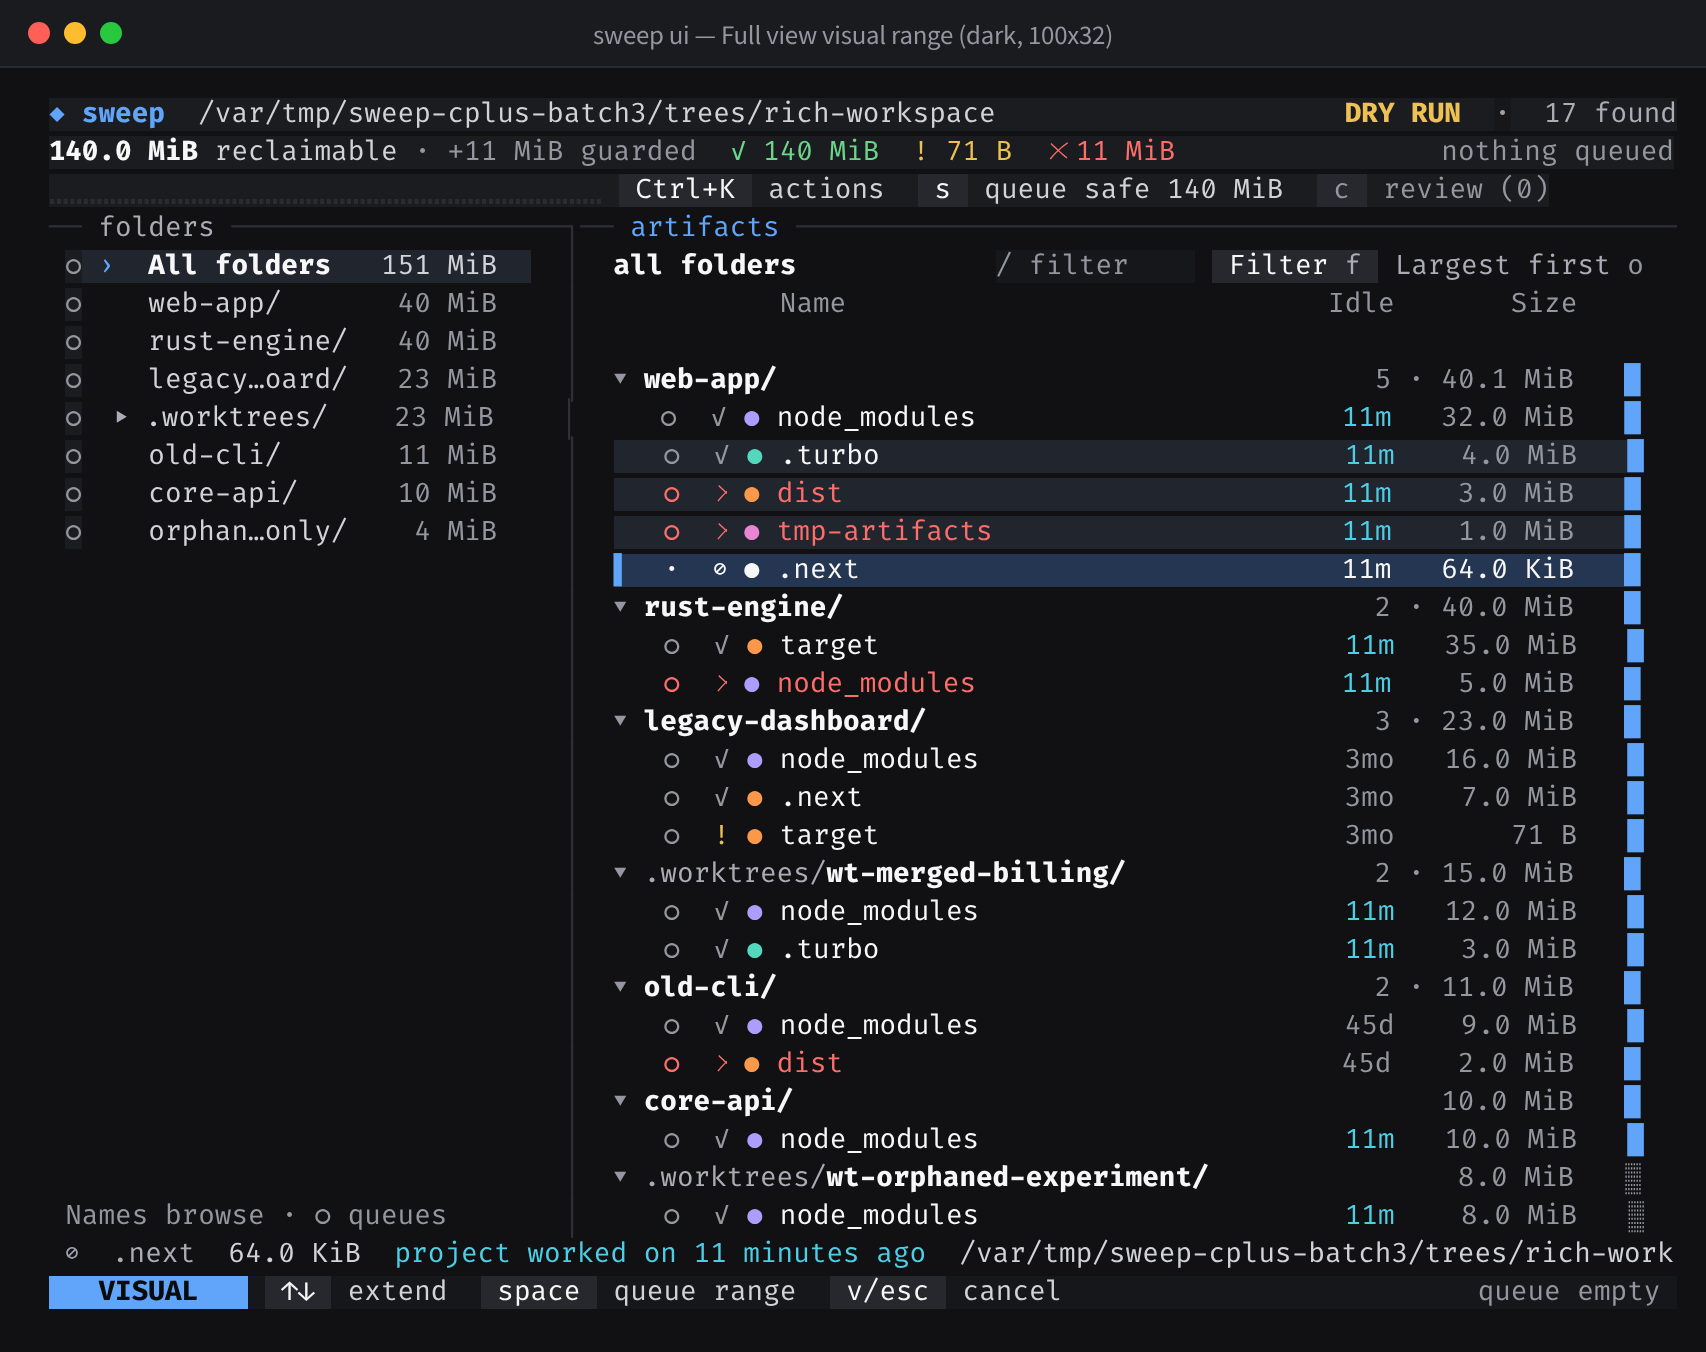 sweep ui — Full view visual range (dark, 100x32)
◆ sweep /var/tmp/sweep-cplus-batch3/trees/rich-workspace DRY RUN · 17 found
140.0 MiB reclaimable · +11 MiB guarded √ 140 MiB ! 71 B ✕ 11 MiB nothing queued
Ctrl+K actions s queue safe 140 MiB c review (0)
folders
○ › All folders 151 MiB
○ web-app/ 40 MiB
○ rust-engine/ 40 MiB
○ legacy…oard/ 23 MiB
○ ▸ .worktrees/ 23 MiB
○ old-cli/ 11 MiB
○ core-api/ 10 MiB
○ orphan…only/ 4 MiB
Names browse · ○ queues
artifacts
all folders / filter Filter f Largest first o
Name Idle Size
▾ web-app/ 5 · 40.1 MiB
○ √ ● node_modules 11m 32.0 MiB
○ √ ● .turbo 11m 4.0 MiB
○ > ● dist 11m 3.0 MiB
○ > ● tmp-artifacts 11m 1.0 MiB
· ⊘ ● .next 11m 64.0 KiB
▾ rust-engine/ 2 · 40.0 MiB
○ √ ● target 11m 35.0 MiB
○ > ● node_modules 11m 5.0 MiB
▾ legacy-dashboard/ 3 · 23.0 MiB
○ √ ● node_modules 3mo 16.0 MiB
○ √ ● .next 3mo 7.0 MiB
○ ! ● target 3mo 71 B
▾ .worktrees/wt-merged-billing/ 2 · 15.0 MiB
○ √ ● node_modules 11m 12.0 MiB
○ √ ● .turbo 11m 3.0 MiB
▾ old-cli/ 2 · 11.0 MiB
○ √ ● node_modules 45d 9.0 MiB
○ > ● dist 45d 2.0 MiB
▾ core-api/ 10.0 MiB
○ √ ● node_modules 11m 10.0 MiB
▾ .worktrees/wt-orphaned-experiment/ 8.0 MiB
○ √ ● node_modules 11m 8.0 MiB
⊘ .next 64.0 KiB project worked on 11 minutes ago /var/tmp/sweep-cplus-batch3/trees/rich-work
VISUAL ↑↓ extend space queue range v/esc cancel queue empty